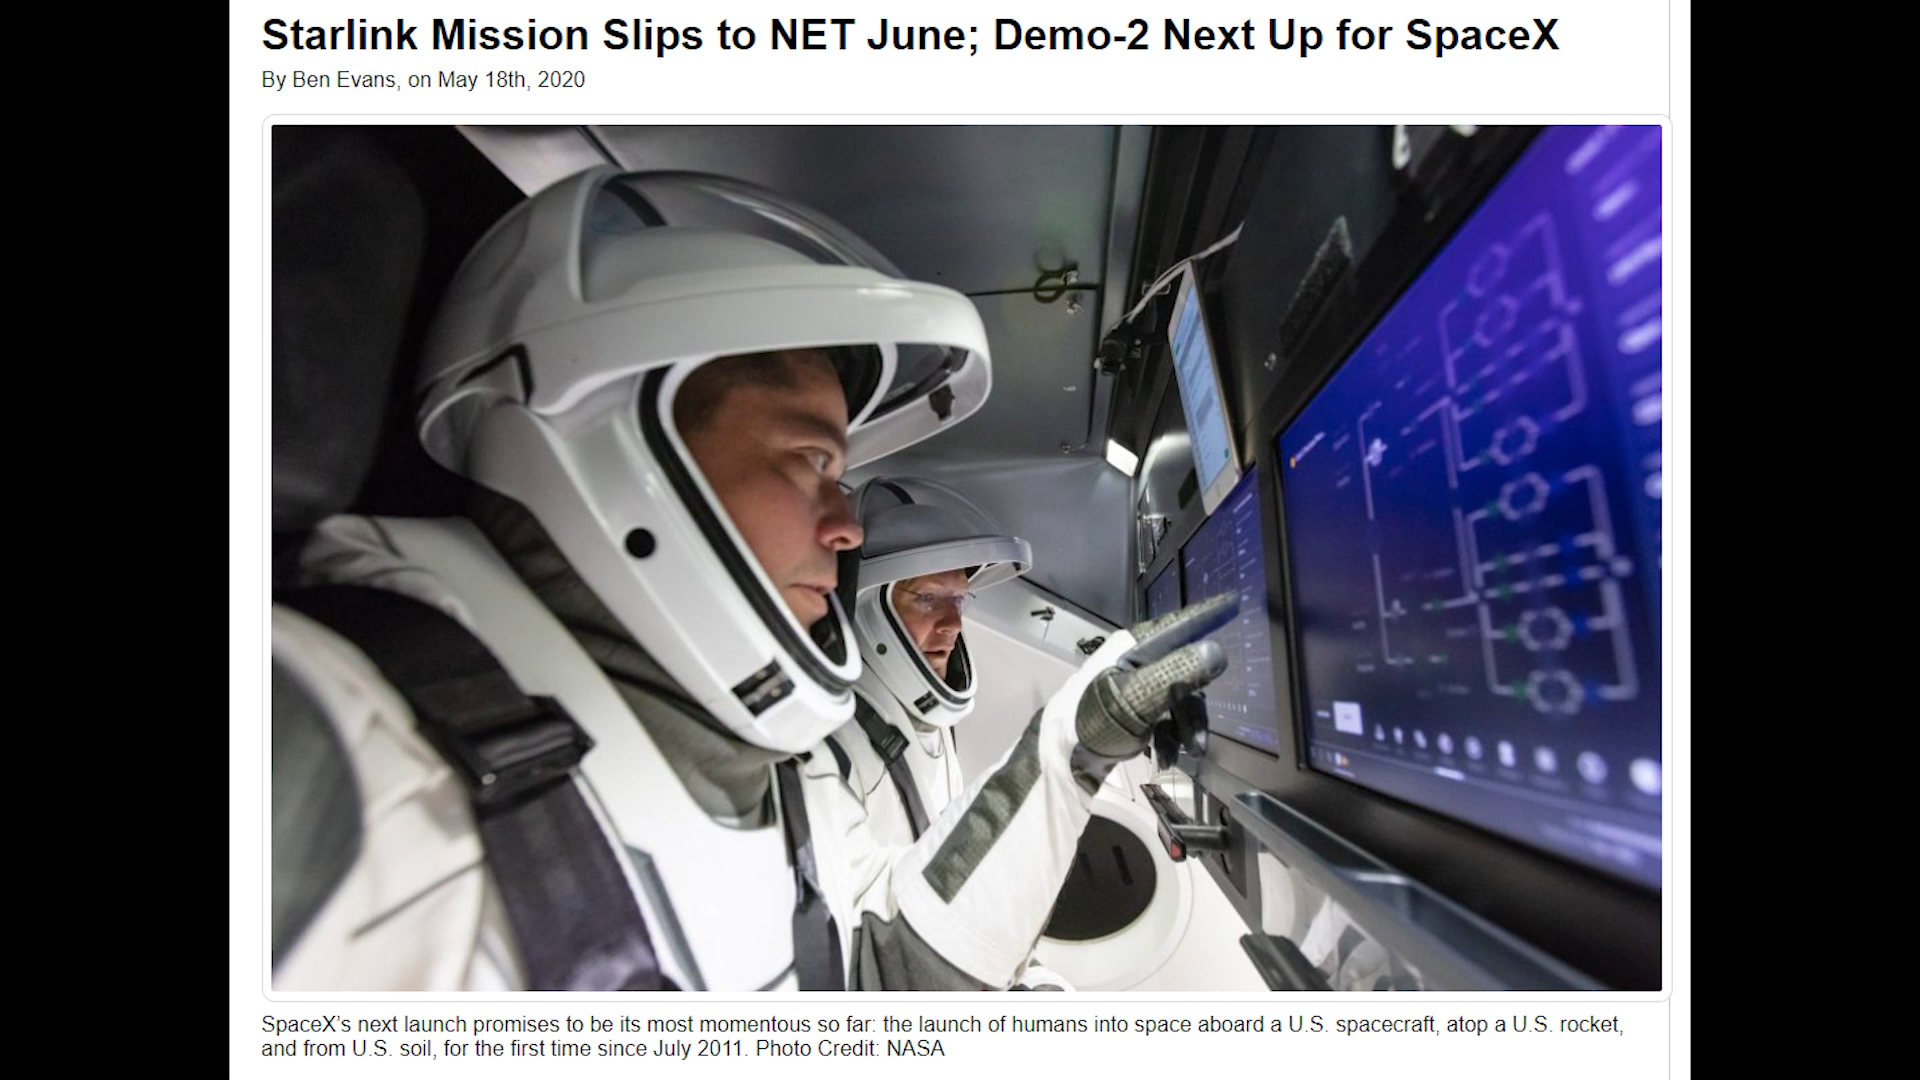 Starlink Mission Slips to NET June; Demo-2 Next Up for SpaceX
By Ben Evans, on May 18th, 2020
SpaceX’s next launch promises to be its most momentous so far: the launch of humans into space aboard a U.S. spacecraft, atop a U.S. rocket,
and from U.S. soil, for the first time since July 2011. Photo Credit: NASA